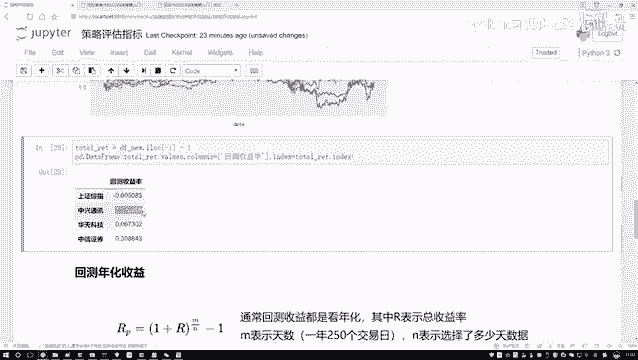 jupyter 策略评估指标 Last Checkpoint: 23 minutes ago (unsaved changes)
Logout
File Edit View Insert Cell Kernel Widgets Help
Trusted
Python 3
Code
date
In [29]: total_ret = df_new.iloc[-1] - 1
pd.DataFrame(total_ret.values,columns=['回测收益率'],index=total_ret.index)
Out[29]:
回测收益率
上证综指 -0.005083
中兴通讯
华天科技 0.067302
中信证券 0.308843
回测年化收益
通常回测收益都是看年化，其中R表示总收益率
Rp = (1 + R)^(m/n) − 1
m表示天数（一年250个交易日），n表示选择了多少天数据